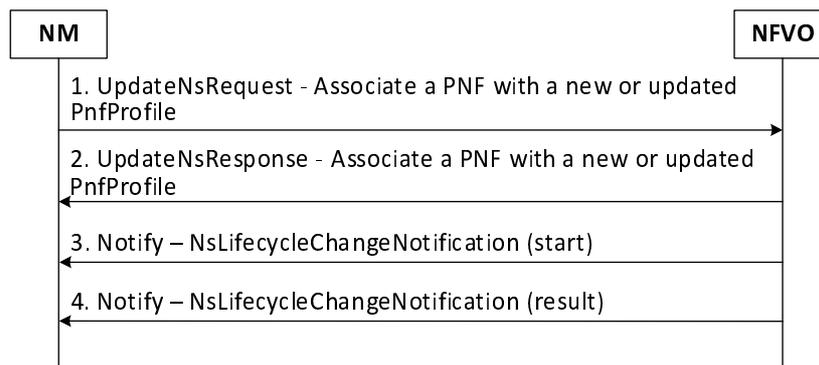 NM
NFVO
1. UpdateNsRequest - Associate a PNF with a new or updated
PnfProfile
2. UpdateNsResponse - Associate a PNF with a new or updated
PnfProfile
3. Notify – NsLifecycleChangeNotification (start)
4. Notify – NsLifecycleChangeNotification (result)